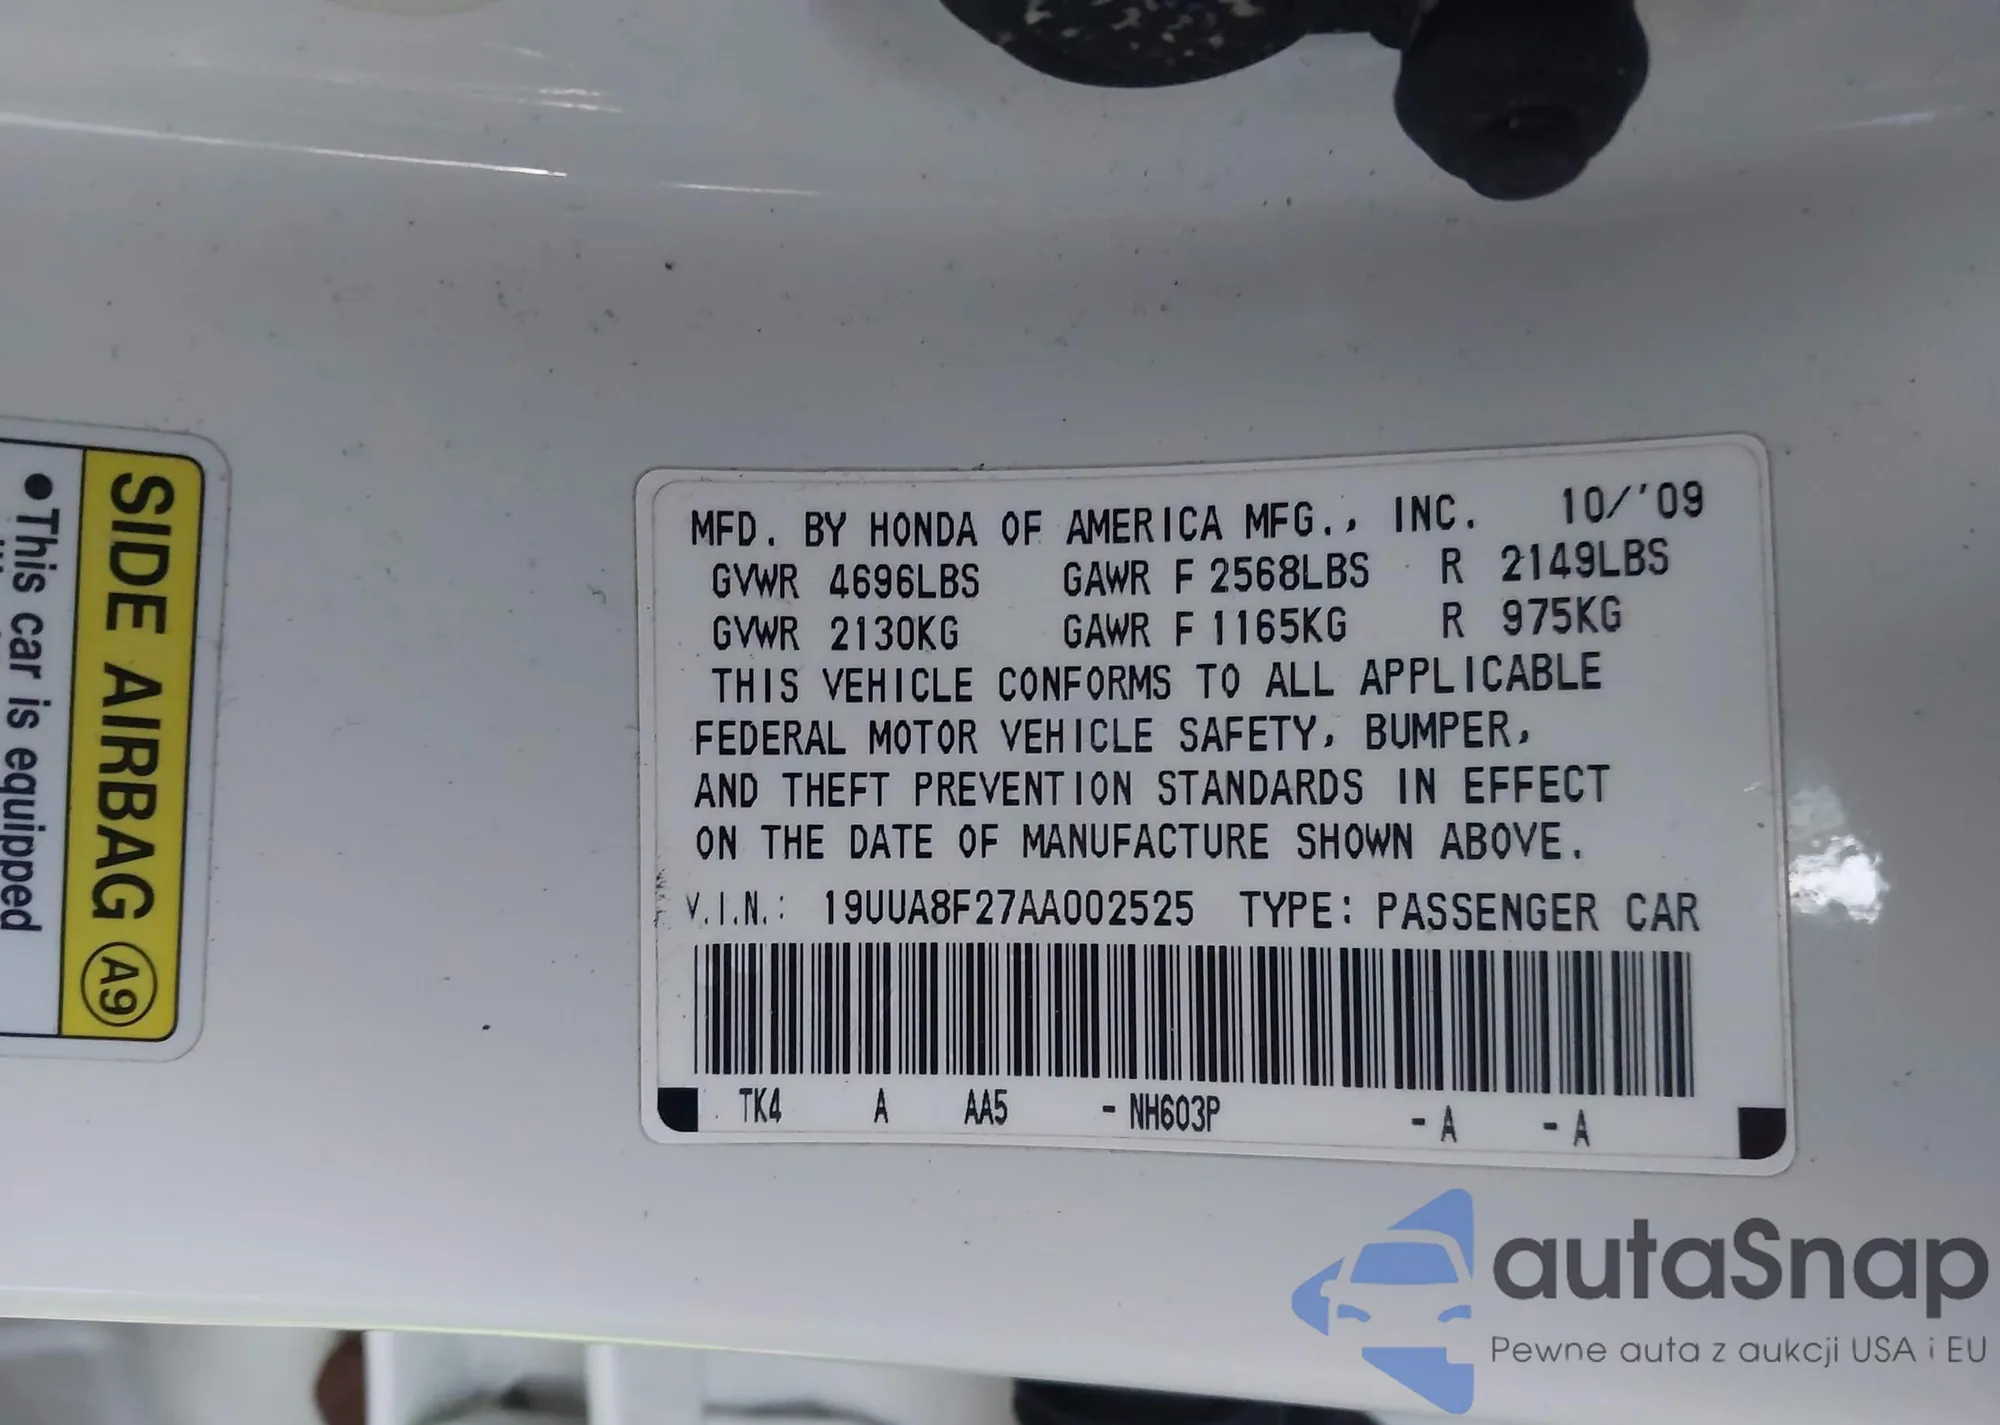 SIDE AIRBAG A9
●This car is equipped
MFD. BY HONDA OF AMERICA MFG., INC. 10/'09
GVWR 4696LBS GAWR F 2568LBS R 2149LBS
GVWR 2130KG GAWR F 1165KG R 975KG
THIS VEHICLE CONFORMS TO ALL APPLICABLE
FEDERAL MOTOR VEHICLE SAFETY, BUMPER,
AND THEFT PREVENTION STANDARDS IN EFFECT
ON THE DATE OF MANUFACTURE SHOWN ABOVE.
V.I.N.: 19UUA8F27AA002525 TYPE: PASSENGER CAR
TK4 A AA5 - NH603P - A - A
autaSnap
Pewne auta z aukcji USA i EU